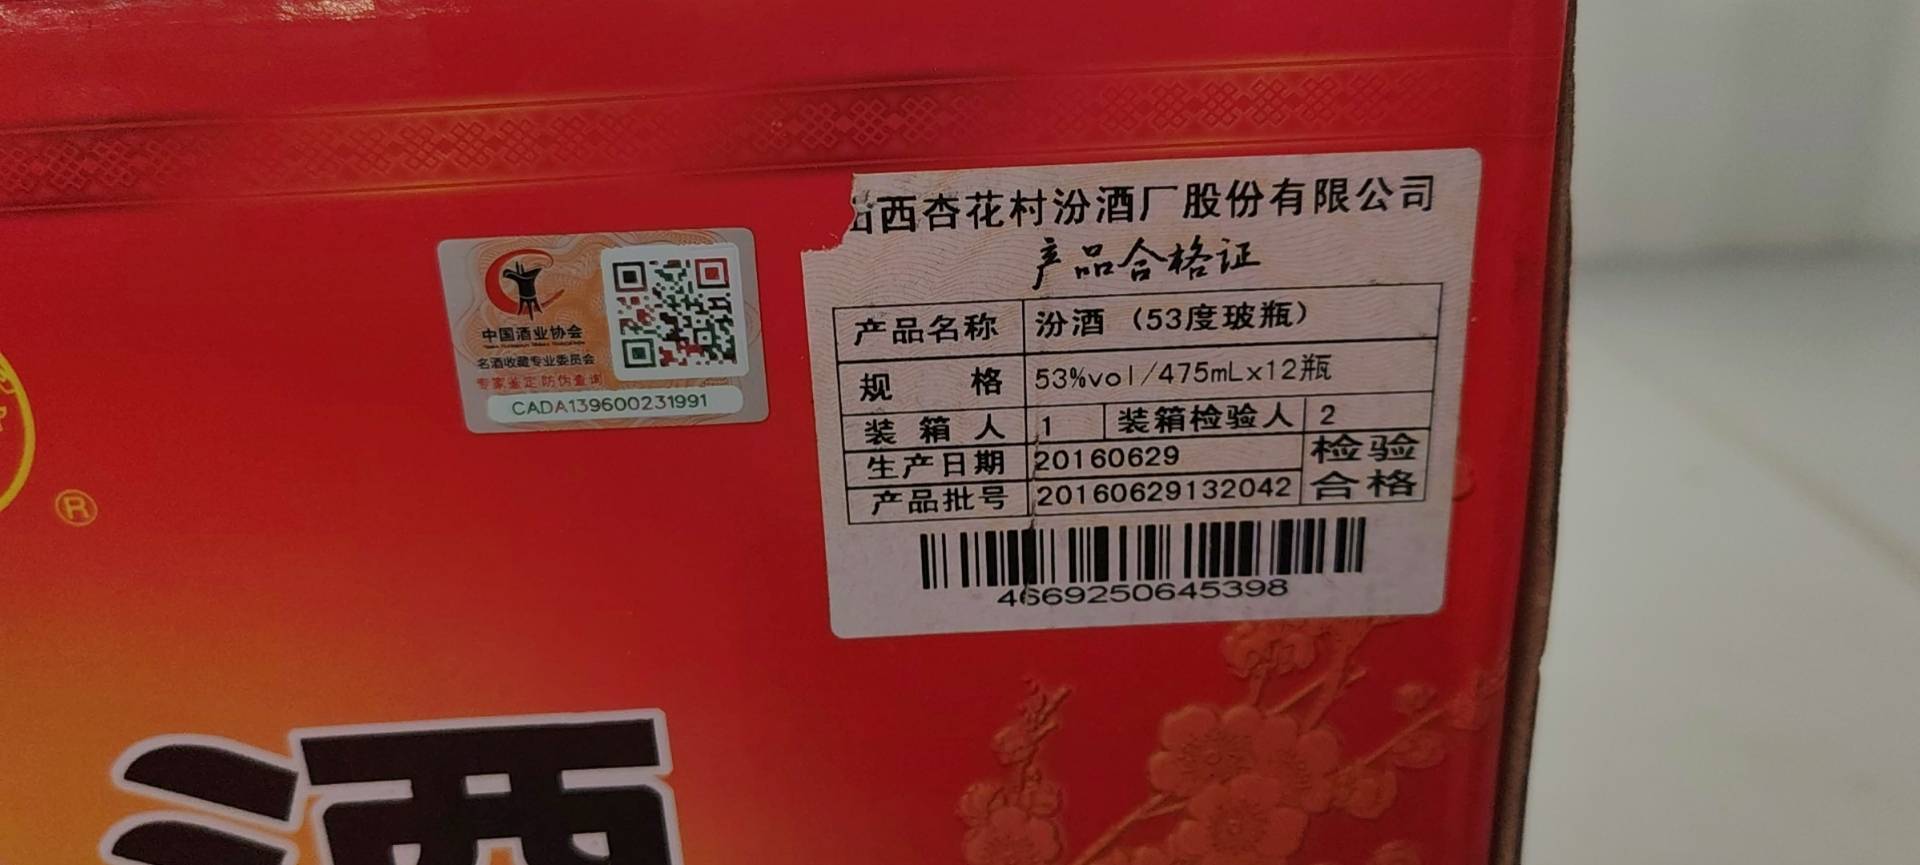 山西杏花村汾酒厂股份有限公司
产品合格证
产品名称 汾酒（53度玻瓶）
规 格 53%vol/475mLx12瓶
装箱人 1 装箱检验人 2
生产日期 20160629 检验
产品批号 20160629132042 合格
4669250645398
中国酒业协会
名酒收藏专业委员会
专家鉴定 防伪查询
CADA139600231991
®
酒